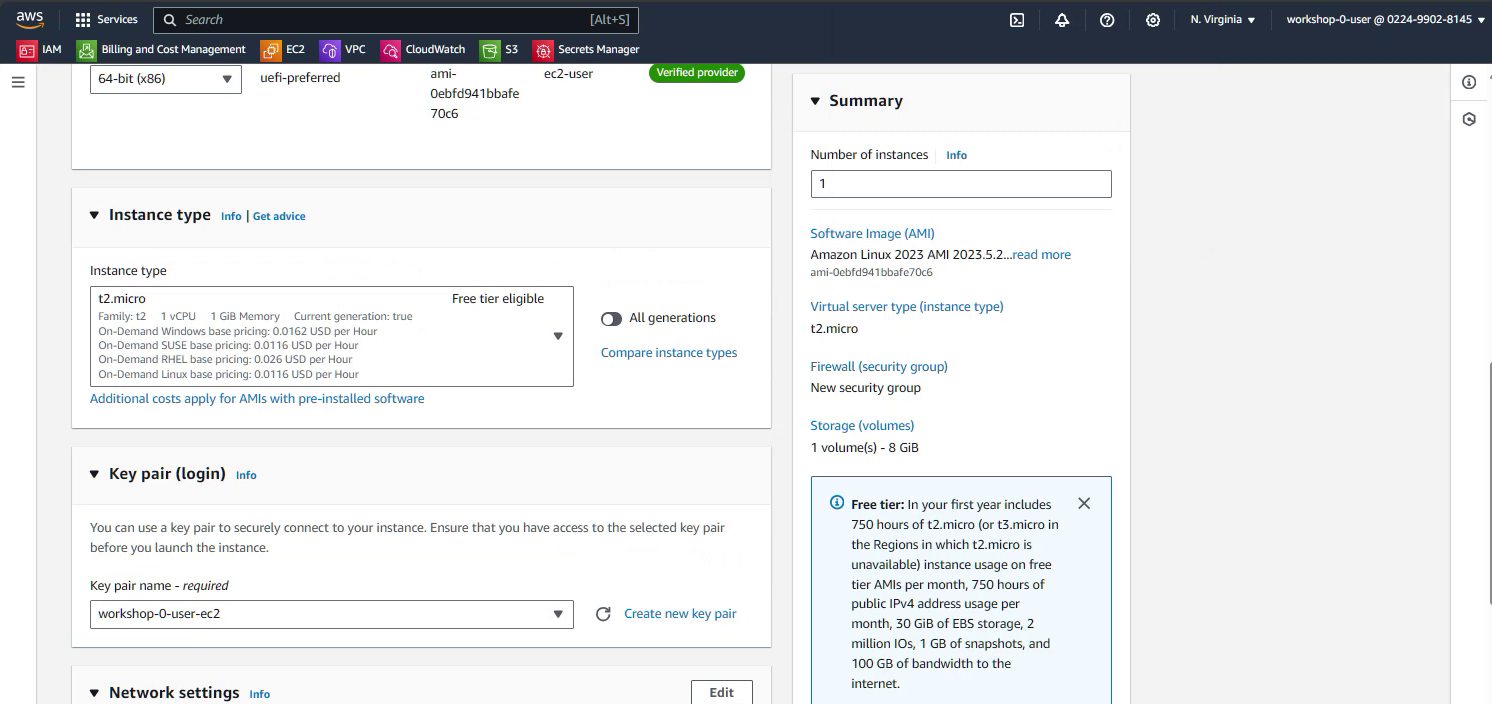 aws
Services
Search [Alt+S]
N. Virginia
workshop-0-user @ 0224-9902-8145
IAM
Billing and Cost Management
EC2
VPC
CloudWatch
S3
Secrets Manager
64-bit (x86)
uefi-preferred
ami-
0ebfd941bbafe
70c6
ec2-user
Verified provider
Instance type Info | Get advice
Instance type
t2.micro Free tier eligible
Family: t2 1 vCPU 1 GiB Memory Current generation: true
On-Demand Windows base pricing: 0.0162 USD per Hour
On-Demand SUSE base pricing: 0.0116 USD per Hour
On-Demand RHEL base pricing: 0.026 USD per Hour
On-Demand Linux base pricing: 0.0116 USD per Hour
All generations
Compare instance types
Additional costs apply for AMIs with pre-installed software
Key pair (login) Info
You can use a key pair to securely connect to your instance. Ensure that you have access to the selected key pair
before you launch the instance.
Key pair name - required
workshop-0-user-ec2
Create new key pair
Network settings Info
Edit
Summary
Number of instances Info
1
Software Image (AMI)
Amazon Linux 2023 AMI 2023.5.2...read more
ami-0ebfd941bbafe70c6
Virtual server type (instance type)
t2.micro
Firewall (security group)
New security group
Storage (volumes)
1 volume(s) - 8 GiB
Free tier: In your first year includes
750 hours of t2.micro (or t3.micro in
the Regions in which t2.micro is
unavailable) instance usage on free
tier AMIs per month, 750 hours of
public IPv4 address usage per
month, 30 GiB of EBS storage, 2
million IOs, 1 GB of snapshots, and
100 GB of bandwidth to the
internet.